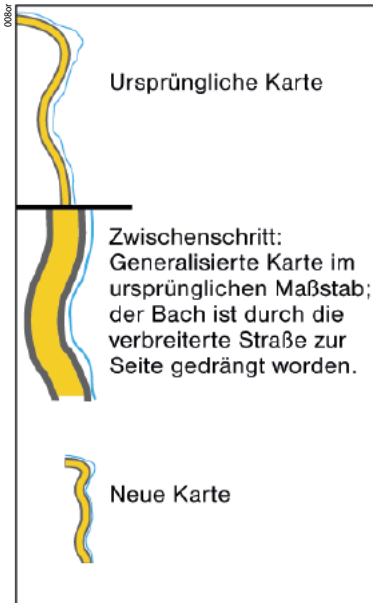 008or
Ursprüngliche Karte
Zwischenschritt:
Generalisierte Karte im
ursprünglichen Maßstab;
der Bach ist durch die
verbreiterte Straße zur
Seite gedrängt worden.
Neue Karte